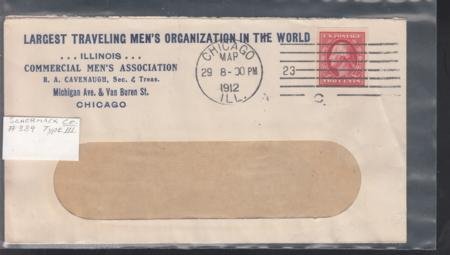 LARGEST TRAVELING MEN'S ORGANIZATION IN THE WORLD
... ILLINOIS ...
COMMERCIAL MEN'S ASSOCIATION
R. A. CAVENAUGH, Sec. & Treas.
Michigan Ave. & Van Buren St.
CHICAGO
CHICAGO
MAR
29 8-30 PM
1912
ILL.
23
C.
U.S. POSTAGE
TWO CENTS
SCHERMACK CO.
#384 TYPE III